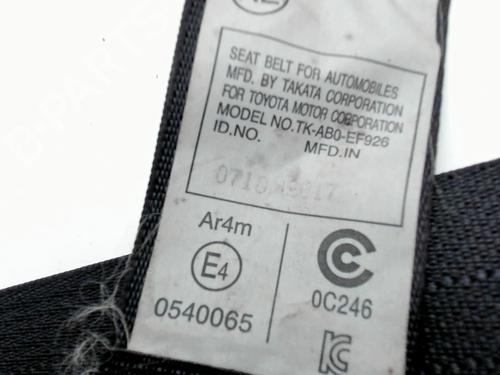 SEAT BELT FOR AUTOMOBILES
MFD. BY TAKATA CORPORATION
FOR TOYOTA MOTOR CORPORATION
MODEL NO.TK-AB0-EF926
ID.NO. MFD.IN
Ar4m
E4
0540065
0C246